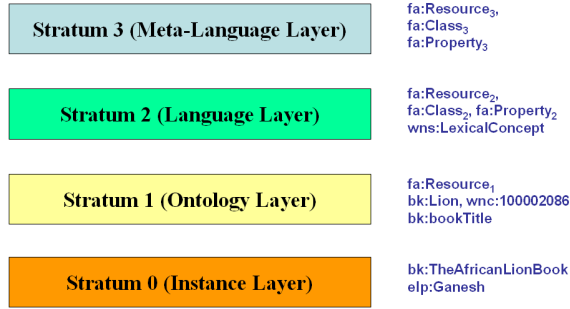 Stratum 3 (Meta-Language Layer)
fa:Resource₃,
fa:Class₃
fa:Property₃
Stratum 2 (Language Layer)
fa:Resource₂,
fa:Class₂, fa:Property₂
wns:LexicalConcept
Stratum 1 (Ontology Layer)
fa:Resource₁
bk:Lion, wnc:100002086
bk:bookTitle
Stratum 0 (Instance Layer)
bk:TheAfricanLionBook
elp:Ganesh